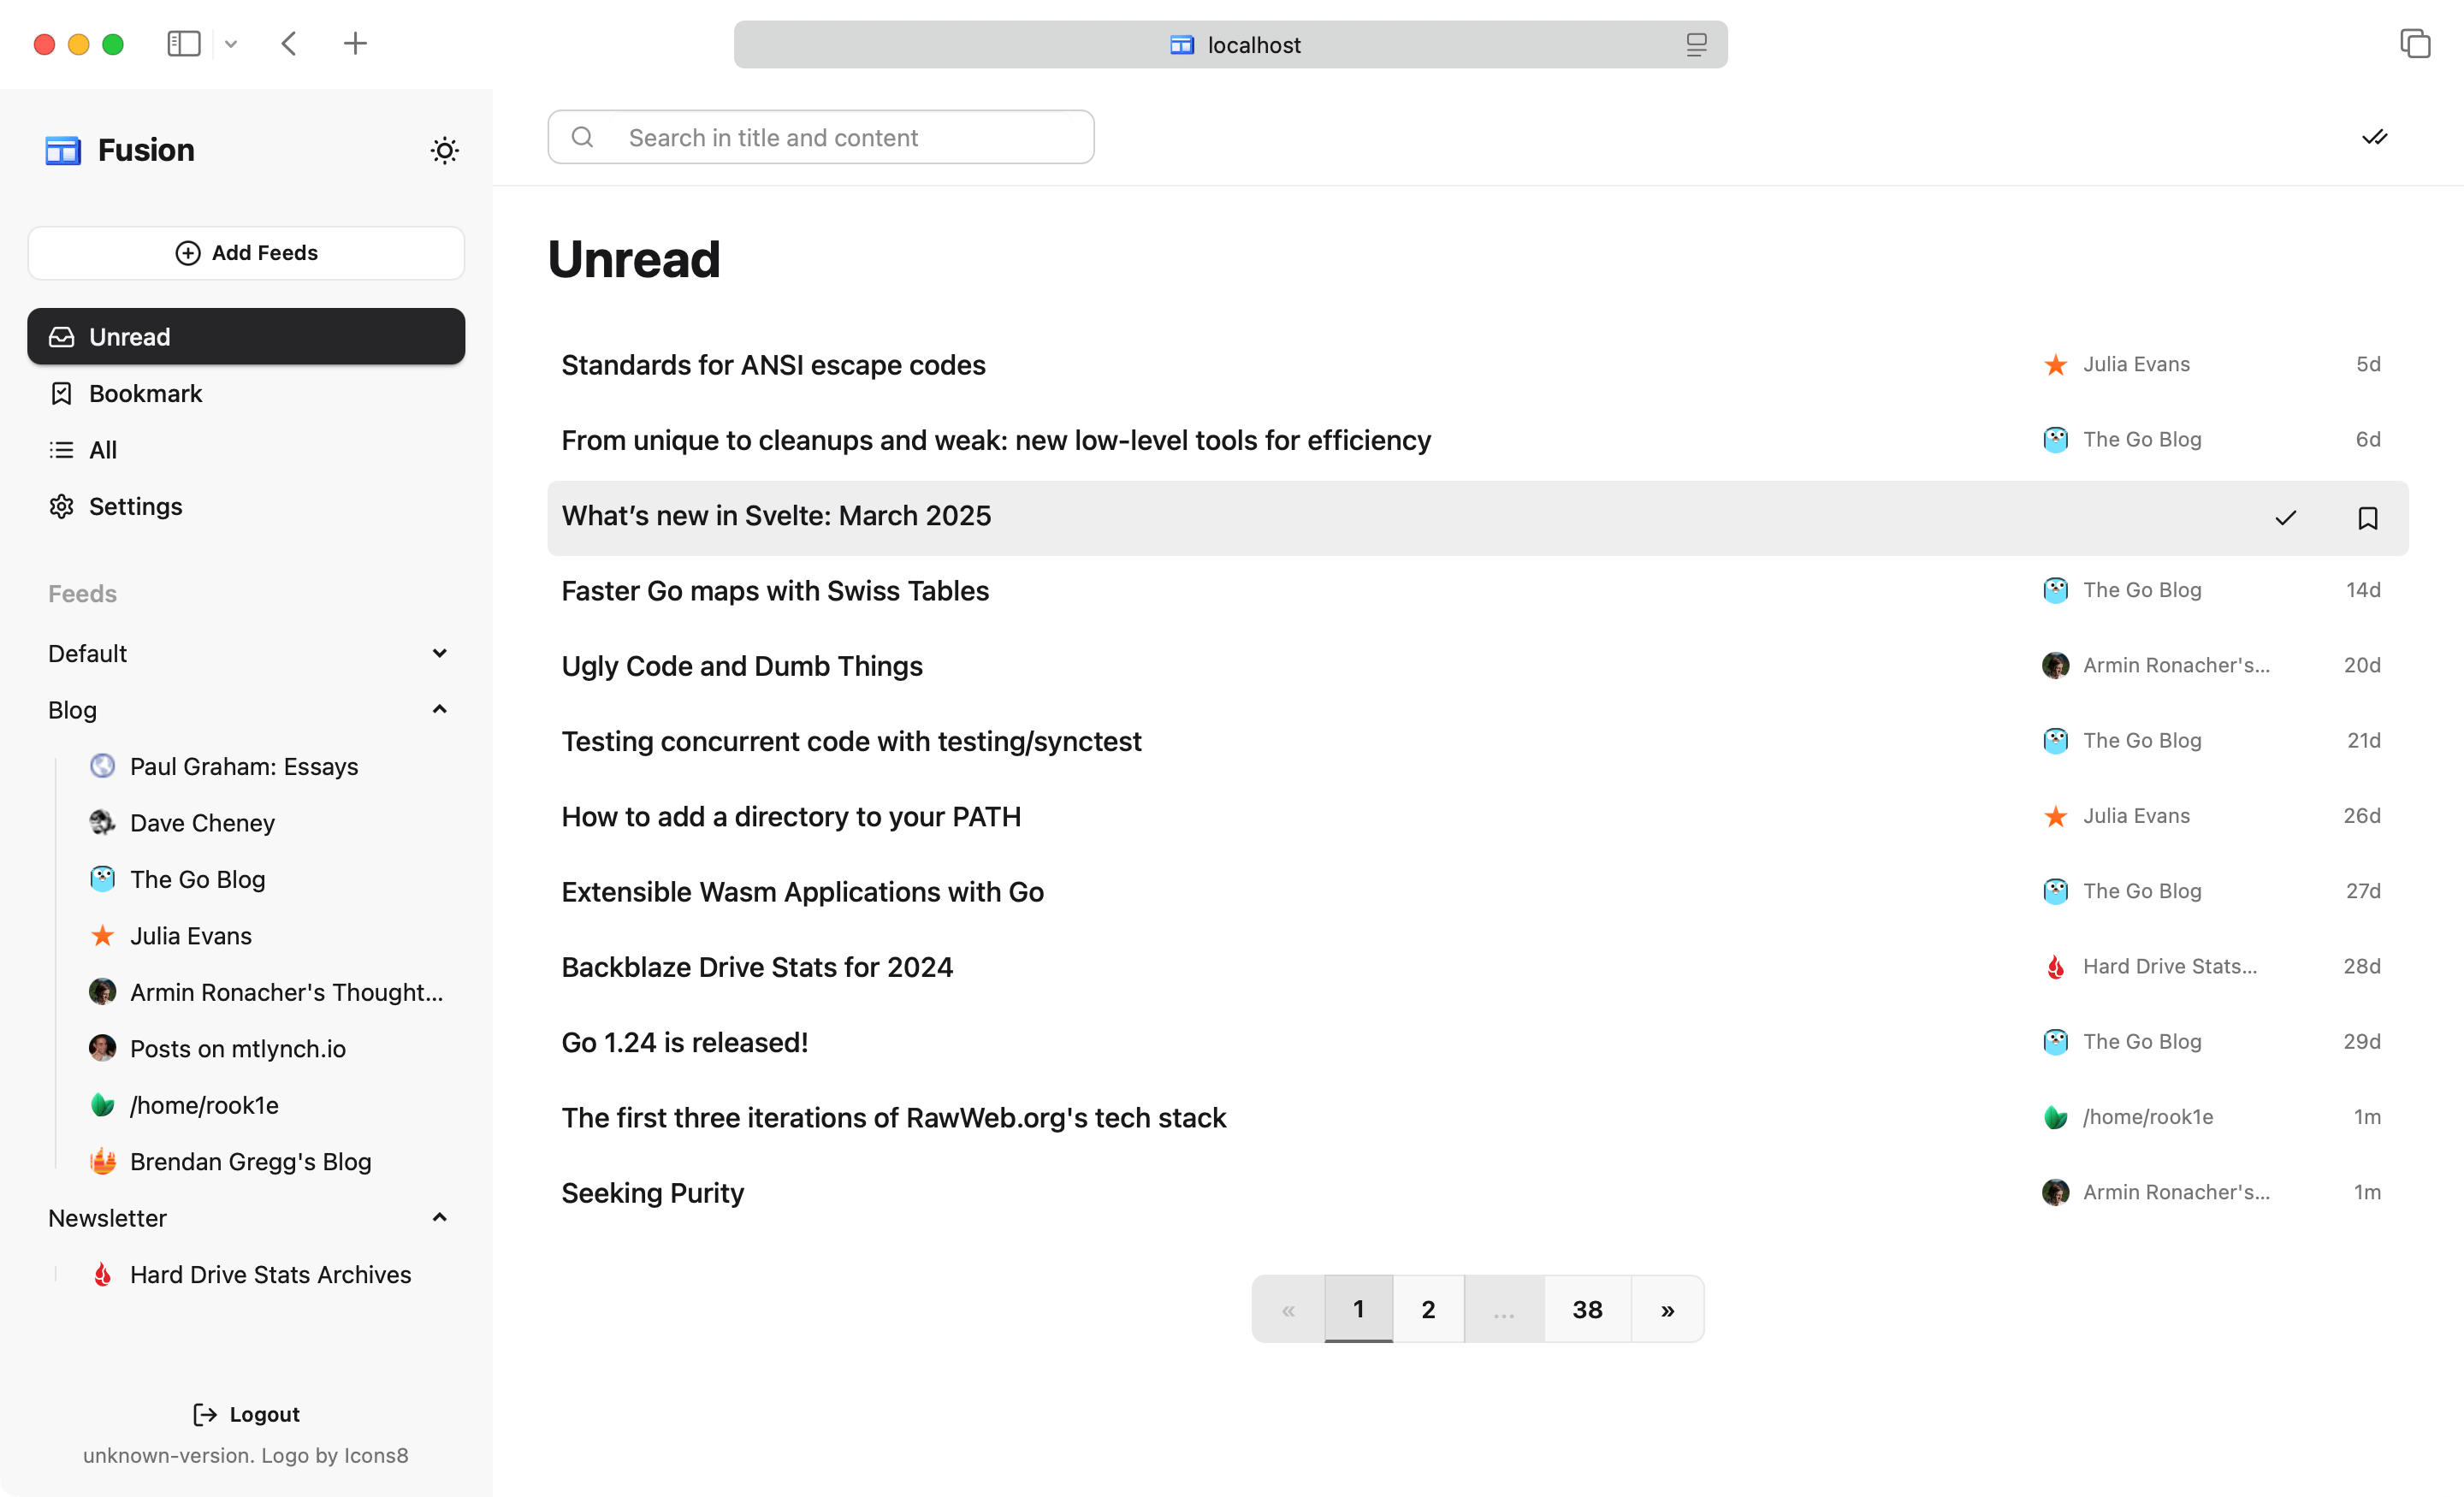 localhost
Fusion
Search in title and content
Add Feeds
Unread
Bookmark
All
Settings
Feeds
Default
Blog
Paul Graham: Essays
Dave Cheney
The Go Blog
Julia Evans
Armin Ronacher's Thought...
Posts on mtlynch.io
/home/rook1e
Brendan Gregg's Blog
Newsletter
Hard Drive Stats Archives
Logout
unknown-version. Logo by Icons8
Unread
Standards for ANSI escape codes Julia Evans 5d
From unique to cleanups and weak: new low-level tools for efficiency The Go Blog 6d
What’s new in Svelte: March 2025
Faster Go maps with Swiss Tables The Go Blog 14d
Ugly Code and Dumb Things Armin Ronacher's... 20d
Testing concurrent code with testing/synctest The Go Blog 21d
How to add a directory to your PATH Julia Evans 26d
Extensible Wasm Applications with Go The Go Blog 27d
Backblaze Drive Stats for 2024 Hard Drive Stats... 28d
Go 1.24 is released! The Go Blog 29d
The first three iterations of RawWeb.org's tech stack /home/rook1e 1m
Seeking Purity Armin Ronacher's... 1m
« 1 2 ... 38 »